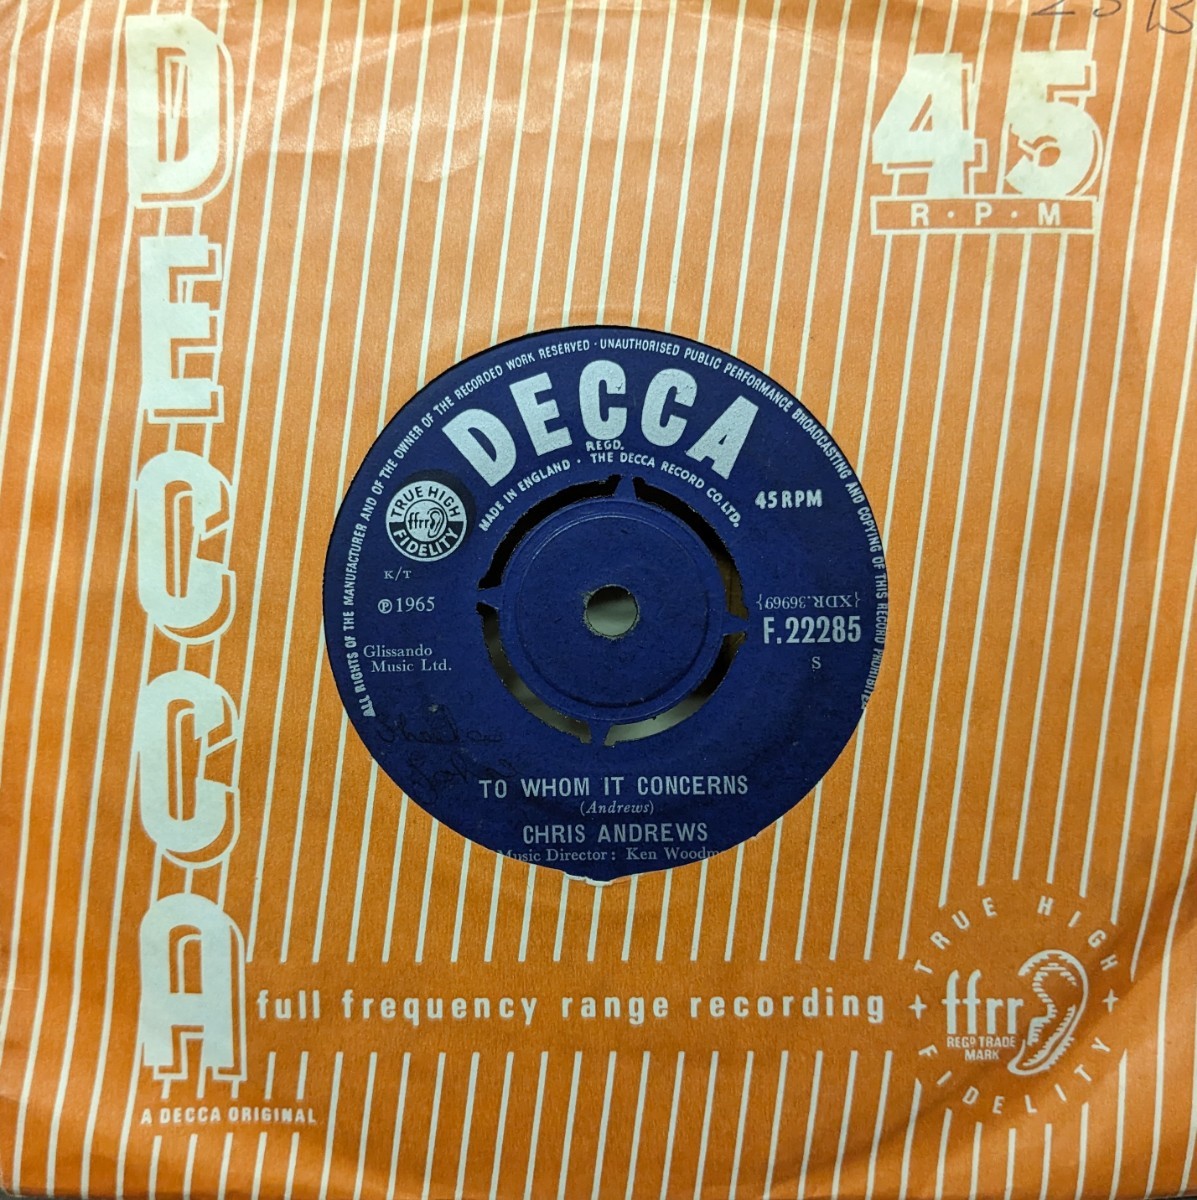 DECCA
45
R·P·M
ALL RIGHTS OF THE MANUFACTURER AND OF THE OWNER OF THE RECORDED WORK RESERVED · UNAUTHORISED PUBLIC PERFORMANCE BROADCASTING AND COPYING OF THIS RECORD PROHIBITED
DECCA
REGD.
MADE IN ENGLAND · THE DECCA RECORD CO. LTD.
TRUE HIGH
ffrr
FIDELITY
45 RPM
K/T
℗1965
{XDR.36969}
F.22285
S
Glissando
Music Ltd.
TO WHOM IT CONCERNS
(Andrews)
CHRIS ANDREWS
Music Director: Ken Woodm
full frequency range recording
TRUE HIGH
ffrr
REGD TRADE
MARK
FIDELITY
A DECCA ORIGINAL